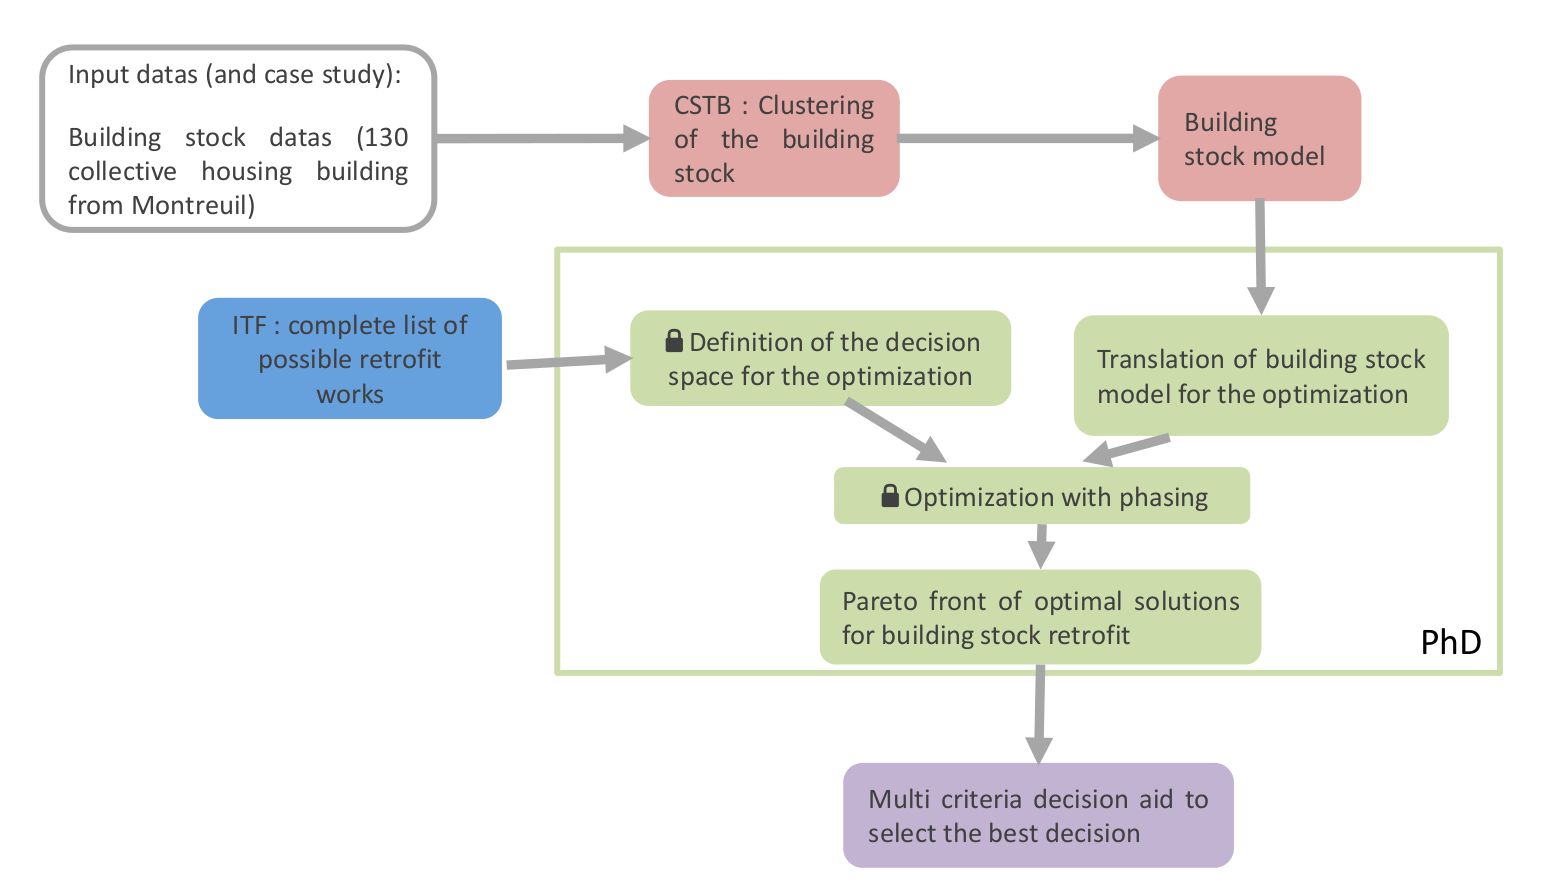 Input datas (and case study):
Building stock datas (130
collective housing building
from Montreuil)
CSTB : Clustering
of the building
stock
Building
stock model
ITF : complete list of
possible retrofit
works
Definition of the decision
space for the optimization
Translation of building stock
model for the optimization
Optimization with phasing
Pareto front of optimal solutions
for building stock retrofit
PhD
Multi criteria decision aid to
select the best decision